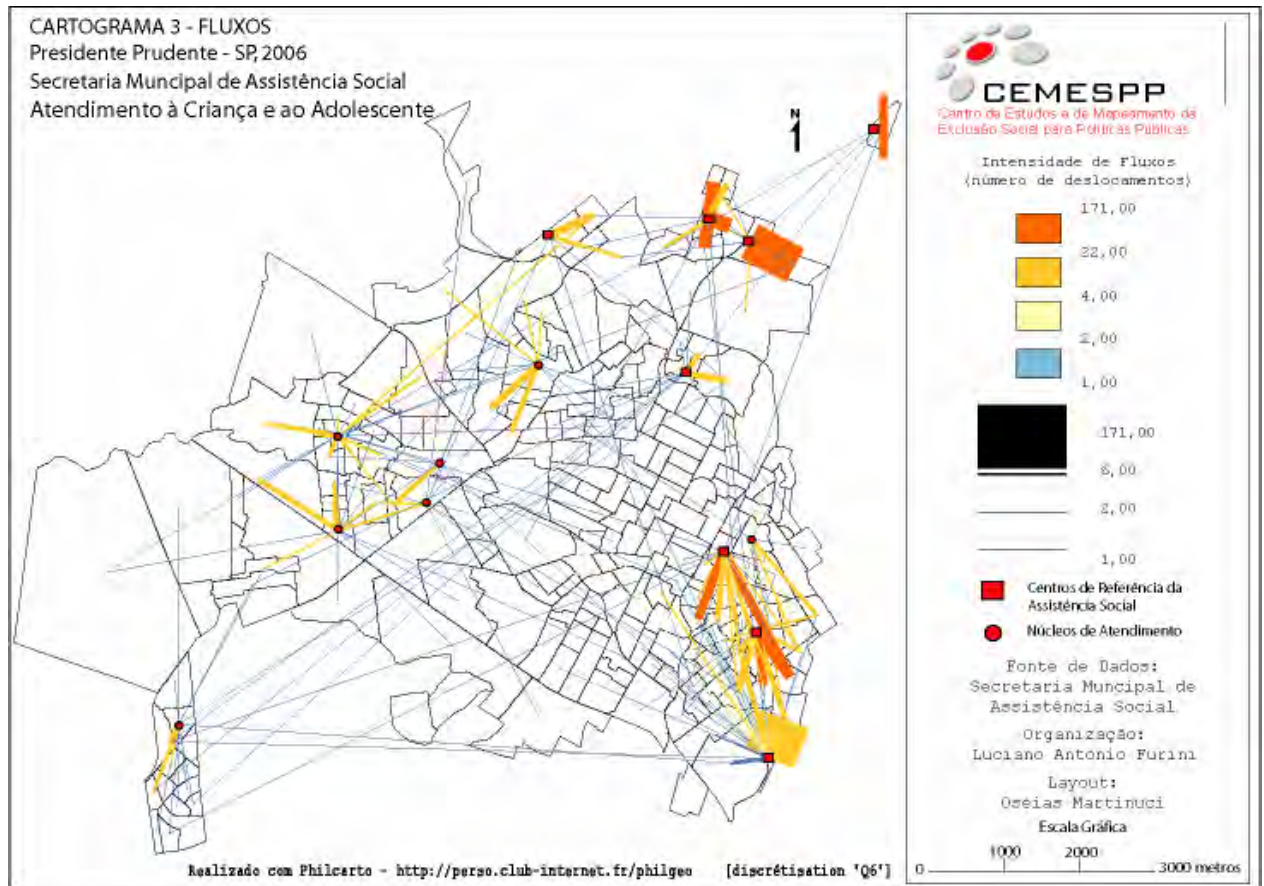 CARTOGRAMA 3 - FLUXOS
Presidente Prudente - SP, 2006
Secretaria Muncipal de Assistência Social
Atendimento à Criança e ao Adolescente
N
CEMESPP
Centro de Estudos e de Mapeamento da
Exclusão Social para Políticas Públicas
Intensidade de Fluxos
(número de deslocamentos)
171,00
22,00
4,00
2,00
1,00
171,00
6,00
2,00
1,00
Centros de Referência da
Assistência Social
Núcleos de Atendimento
Fonte de Dados:
Secretaria Muncipal de
Assistência Social
Organização:
Luciano Antonio Furini
Layout:
Oséias Martinuci
Escala Gráfica
1000 2000
0 3000 metros
Realizado com Philcarto - http://perso.club-internet.fr/philgeo [discrétisation "Q6"]